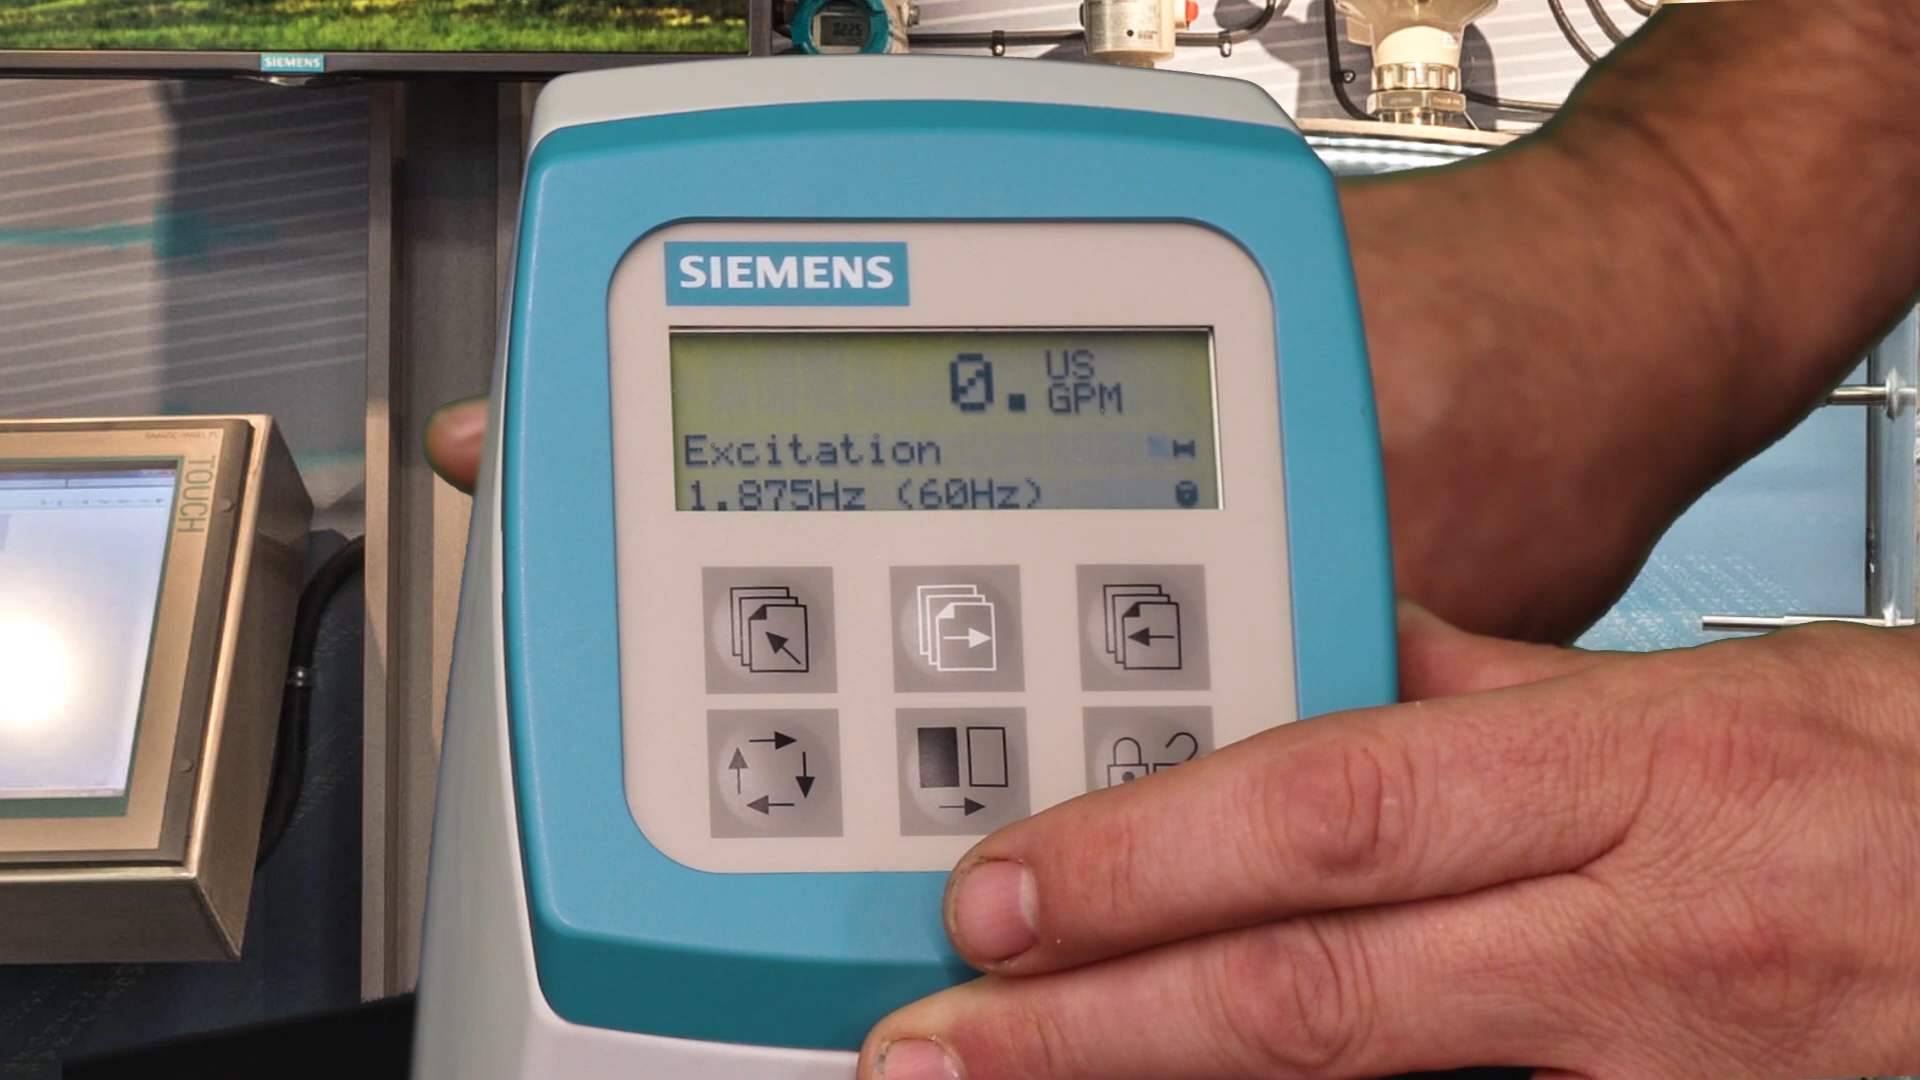 SIEMENS
SIEMENS
0. US
GPM
Excitation
1.875Hz (60Hz)
TOUCH